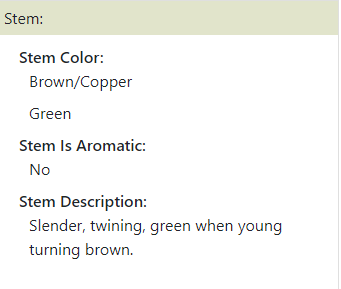 Stem:
Stem Color:
Brown/Copper
Green
Stem Is Aromatic:
No
Stem Description:
Slender, twining, green when young
turning brown.